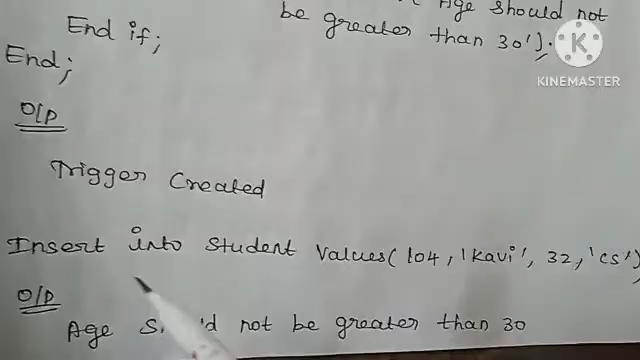 Age should not
be greater than 30');
End if;
End;
O/P
Trigger Created
Insert into Student Values(104, 'Kavi', 32, 'CS')
O/P
Age not be greater than 30
K
KINEMASTER